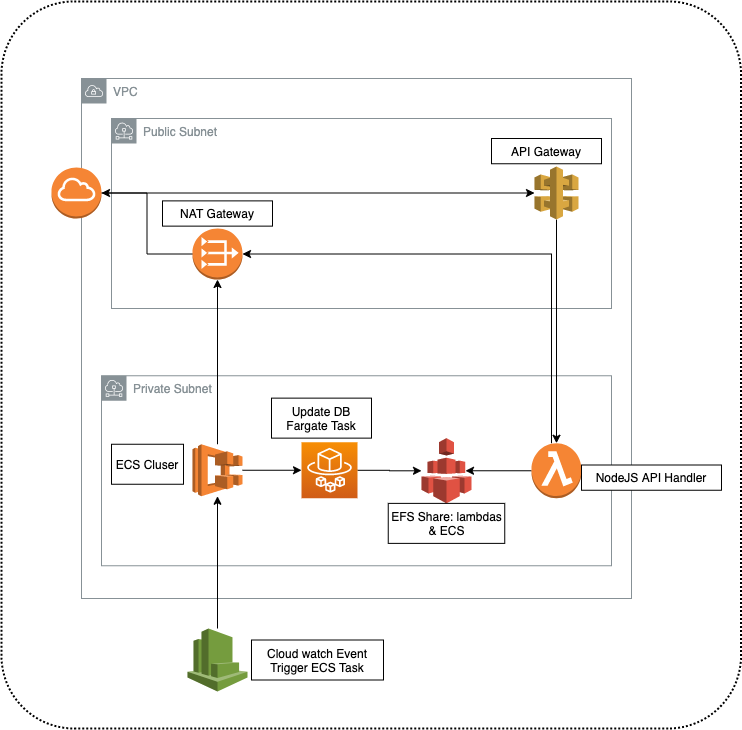 VPC
Public Subnet
API Gateway
NAT Gateway
Private Subnet
Update DB
Fargate Task
ECS Cluser
NodeJS API Handler
EFS Share: lambdas
& ECS
Cloud watch Event
Trigger ECS Task